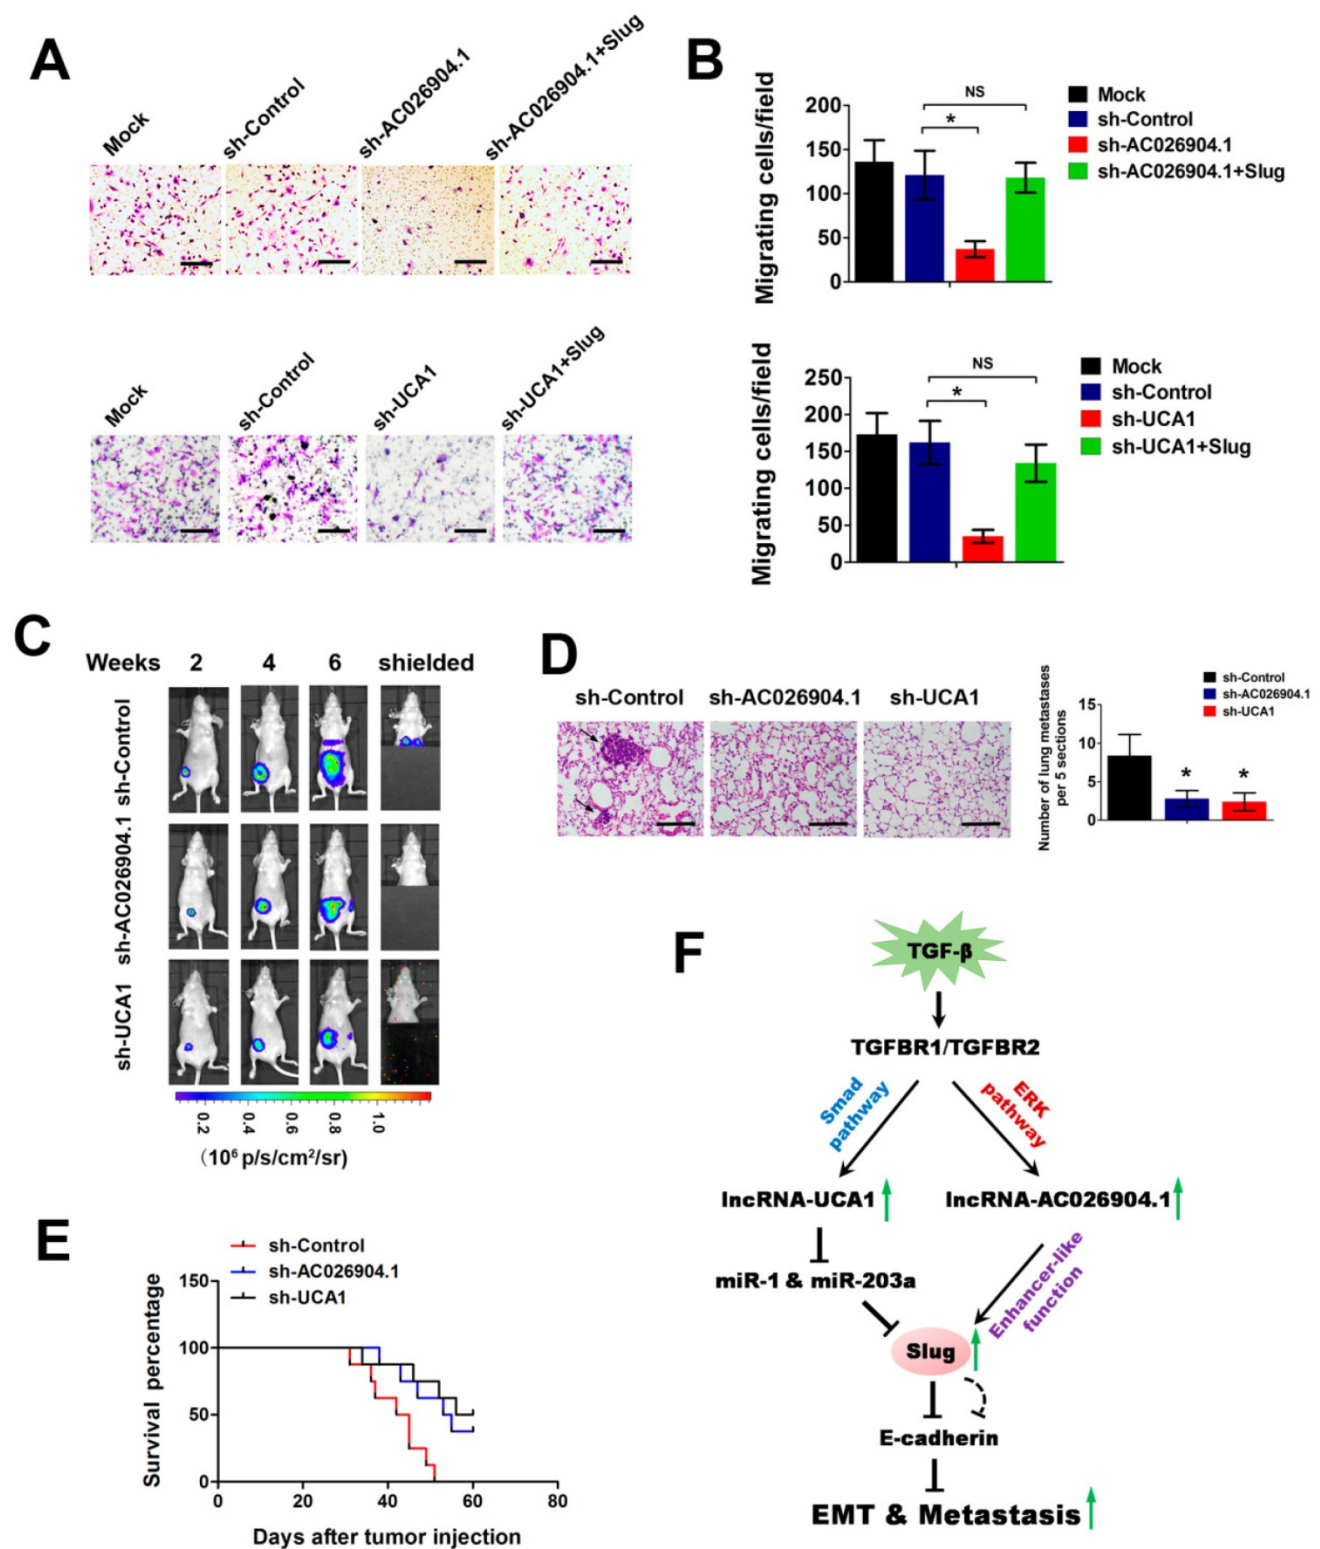 A
Mock
sh-Control
sh-AC026904.1
sh-AC026904.1+Slug
Mock
sh-Control
sh-UCA1
sh-UCA1+Slug
B
Migrating cells/field
200
150
100
50
0
NS
*
Mock
sh-Control
sh-AC026904.1
sh-AC026904.1+Slug
Migrating cells/field
250
200
150
100
50
0
NS
*
Mock
sh-Control
sh-UCA1
sh-UCA1+Slug
C
Weeks 2 4 6 shielded
sh-Control
sh-AC026904.1
sh-UCA1
0.2 0.4 0.6 0.8 1.0
(10⁶ p/s/cm²/sr)
D
sh-Control sh-AC026904.1 sh-UCA1
Number of lung metastases
per 5 sections
15
10
5
0
* *
sh-Control
sh-AC026904.1
sh-UCA1
E
sh-Control
sh-AC026904.1
sh-UCA1
Survival percentage
150
100
50
0
0 20 40 60 80
Days after tumor injection
F
TGF-β
TGFBR1/TGFBR2
Smad
pathway
ERK
pathway
lncRNA-UCA1
lncRNA-AC026904.1
miR-1 & miR-203a
Enhancer-like
function
Slug
E-cadherin
EMT & Metastasis